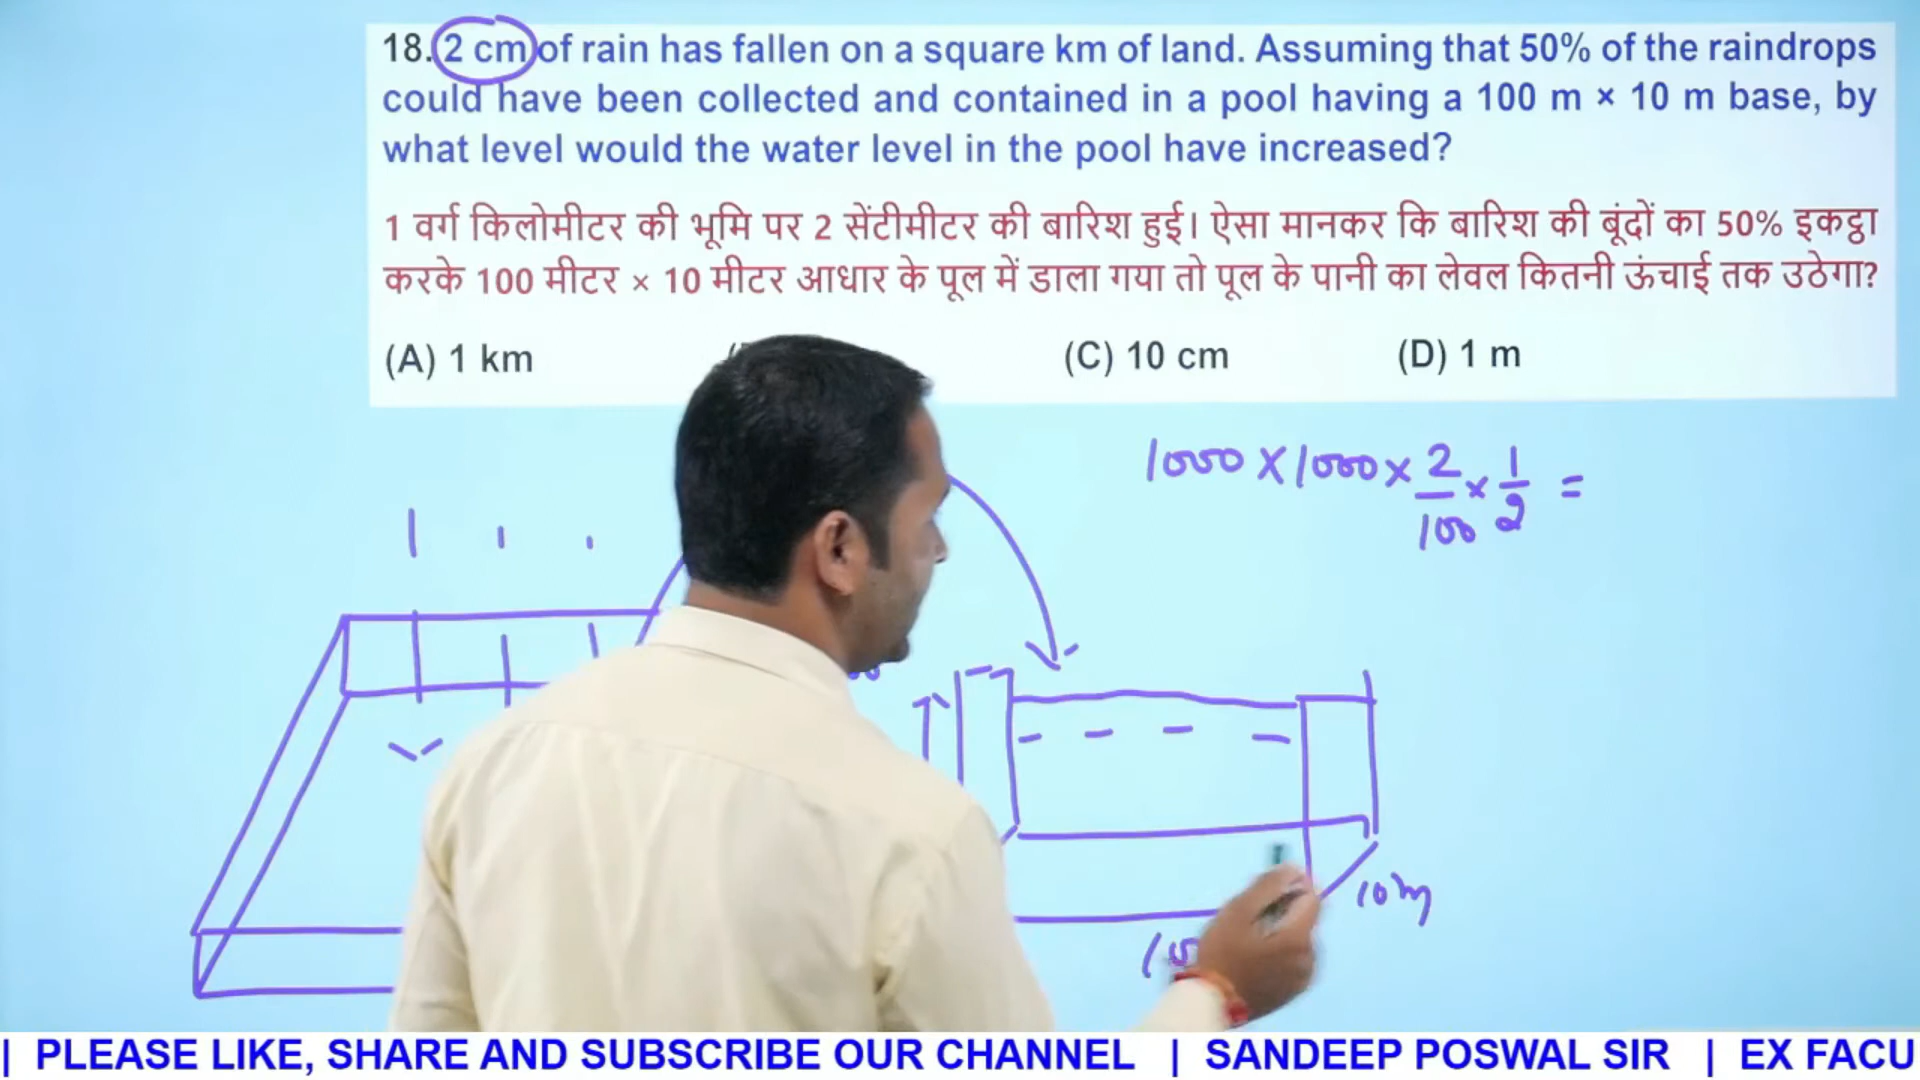 18. 2 cm of rain has fallen on a square km of land. Assuming that 50% of the raindrops
could have been collected and contained in a pool having a 100 m × 10 m base, by
what level would the water level in the pool have increased?
1 वर्ग किलोमीटर की भूमि पर 2 सेंटीमीटर की बारिश हुई। ऐसा मानकर कि बारिश की बूंदों का 50% इकट्ठा
करके 100 मीटर × 10 मीटर आधार के पूल में डाला गया तो पूल के पानी का लेवल कितनी ऊंचाई तक उठेगा?
(A) 1 km (C) 10 cm (D) 1 m
1000 × 1000 × 2/100 × 1/2 =
10m
| PLEASE LIKE, SHARE AND SUBSCRIBE OUR CHANNEL | SANDEEP POSWAL SIR | EX FACU